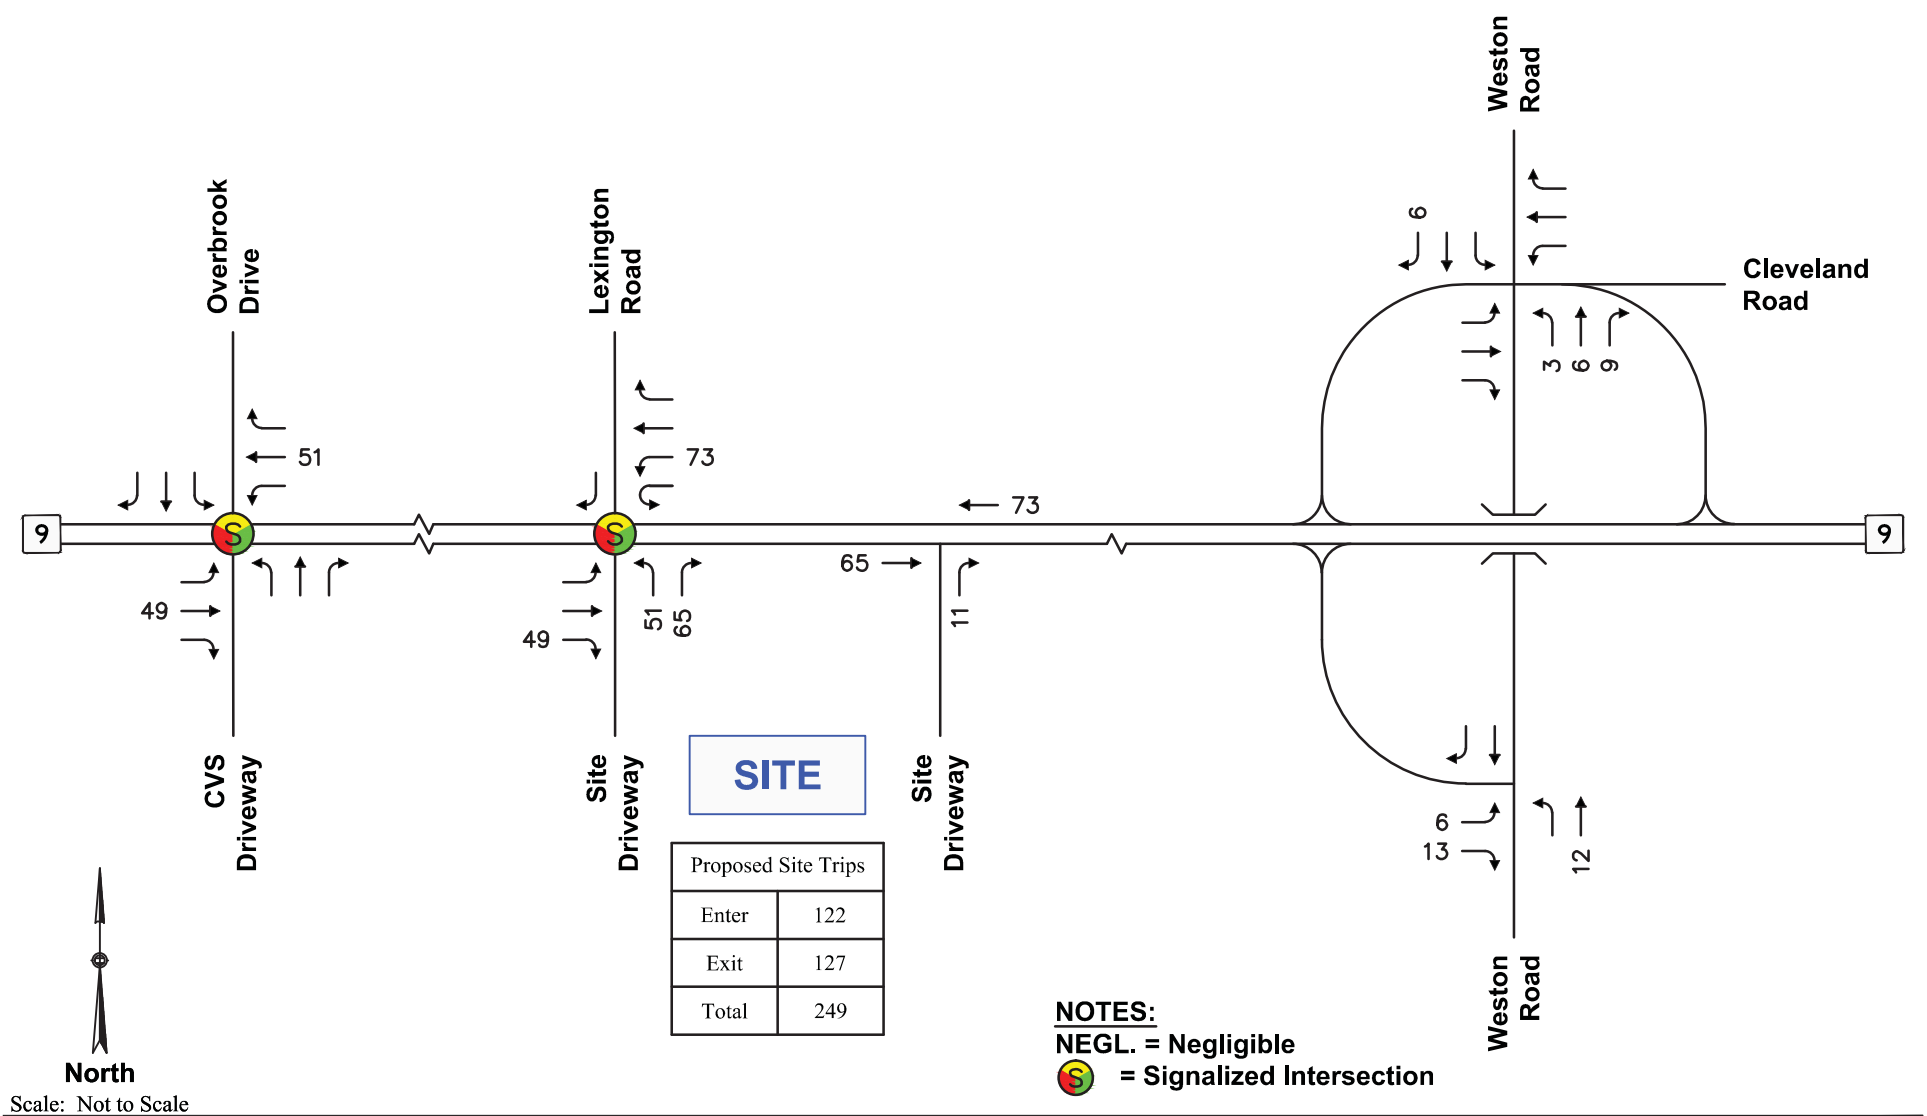 Weston
Road
6
Cleveland
Road
3
6
9
Overbrook
Drive
Lexington
Road
51
73
73
9
S
S
9
49
49
51
65
65
11
CVS
Driveway
Site
Driveway
SITE
Site
Driveway
6
13
12
Weston
Road
Proposed Site Trips
Enter 122
Exit 127
Total 249
North
Scale: Not to Scale
NOTES:
NEGL. = Negligible
S = Signalized Intersection